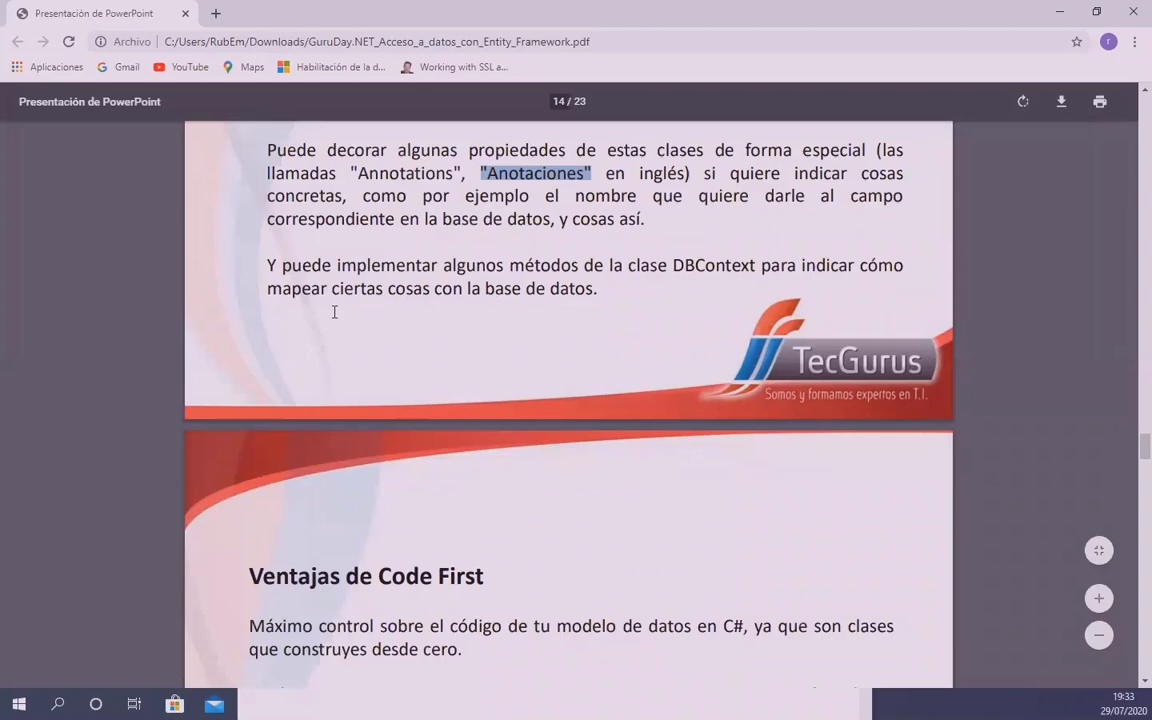 Presentación de PowerPoint
Archivo
C:/Users/RubEm/Downloads/GuruDay.NET_Acceso_a_datos_con_Entity_Framework.pdf
r
Aplicaciones
Gmail
YouTube
Maps
Habilitación de la d...
Working with SSL a...
Presentación de PowerPoint
14 / 23
Puede decorar algunas propiedades de estas clases de forma especial (las
llamadas "Annotations", "Anotaciones" en inglés) si quiere indicar cosas
concretas, como por ejemplo el nombre que quiere darle al campo
correspondiente en la base de datos, y cosas así.
Y puede implementar algunos métodos de la clase DBContext para indicar cómo
mapear ciertas cosas con la base de datos.
TecGurus
Somos y formamos expertos en T.I.
Ventajas de Code First
Máximo control sobre el código de tu modelo de datos en C#, ya que son clases
que construyes desde cero.
19:33
29/07/2020